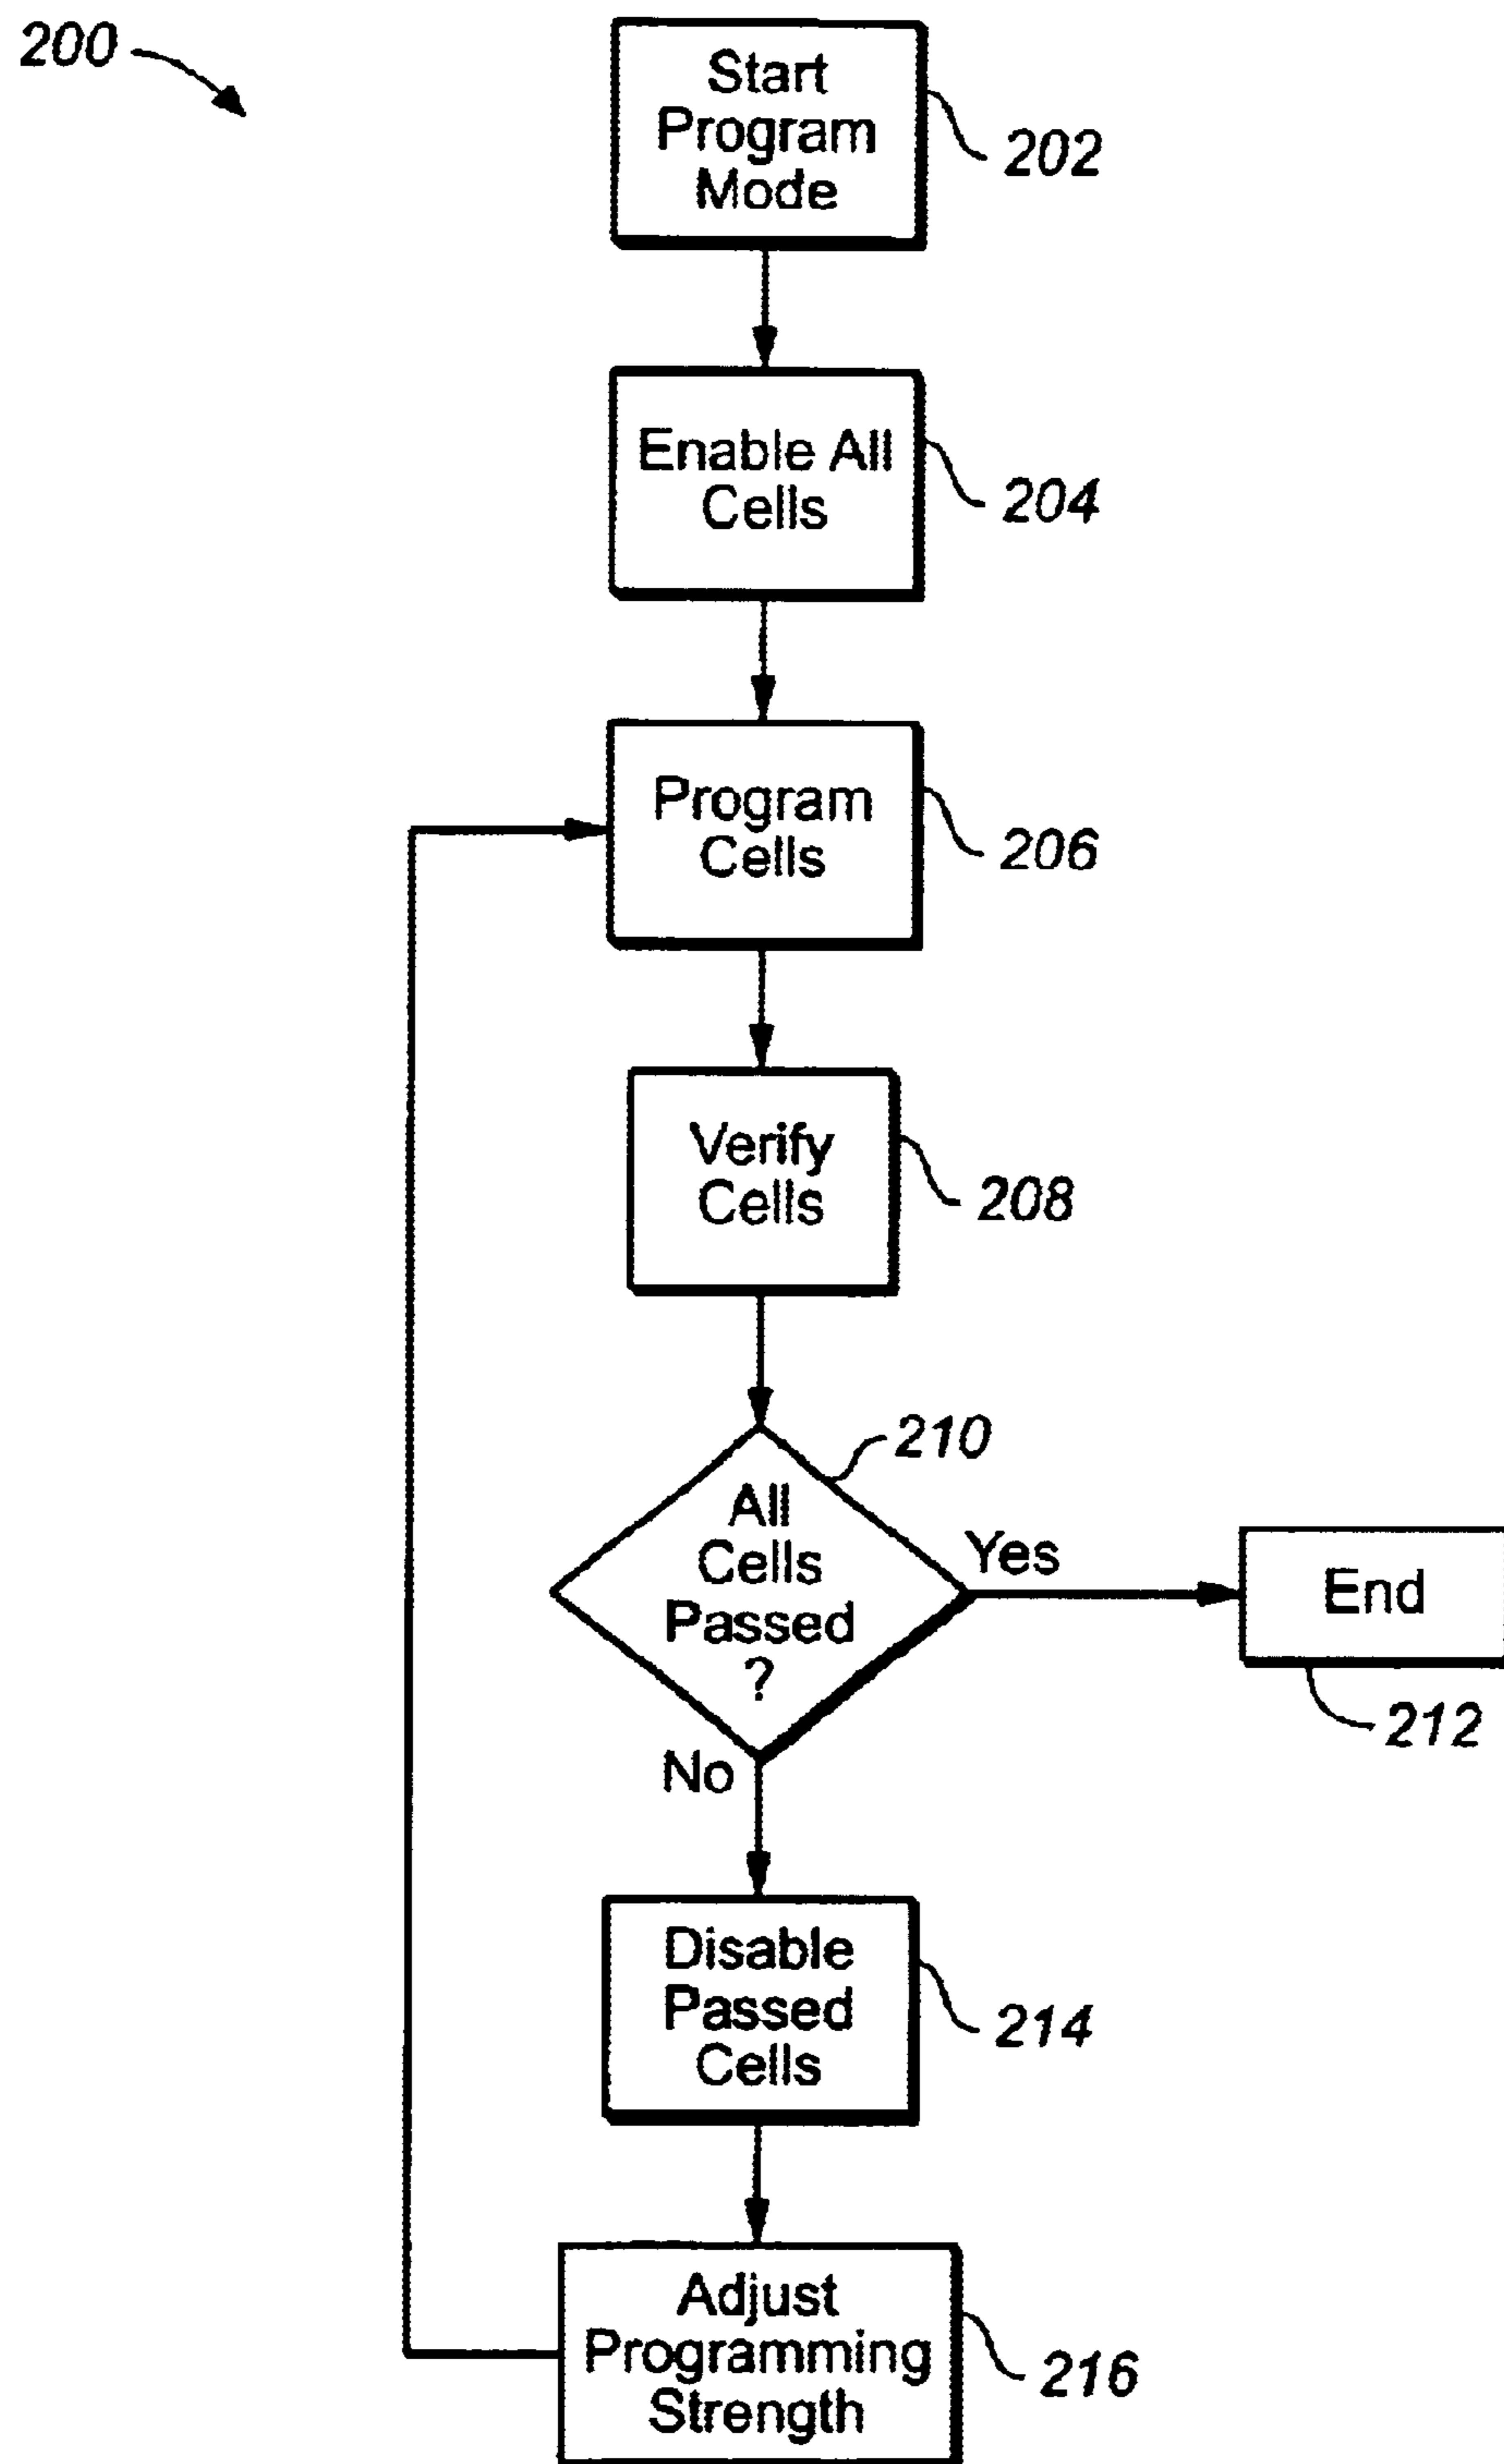 200
Start
Program
Mode
202
Enable All
Cells
204
Program
Cells
206
Verify
Cells
208
210
All
Cells
Passed
?
Yes
End
212
No
Disable
Passed
Cells
214
Adjust
Programming
Strength
216